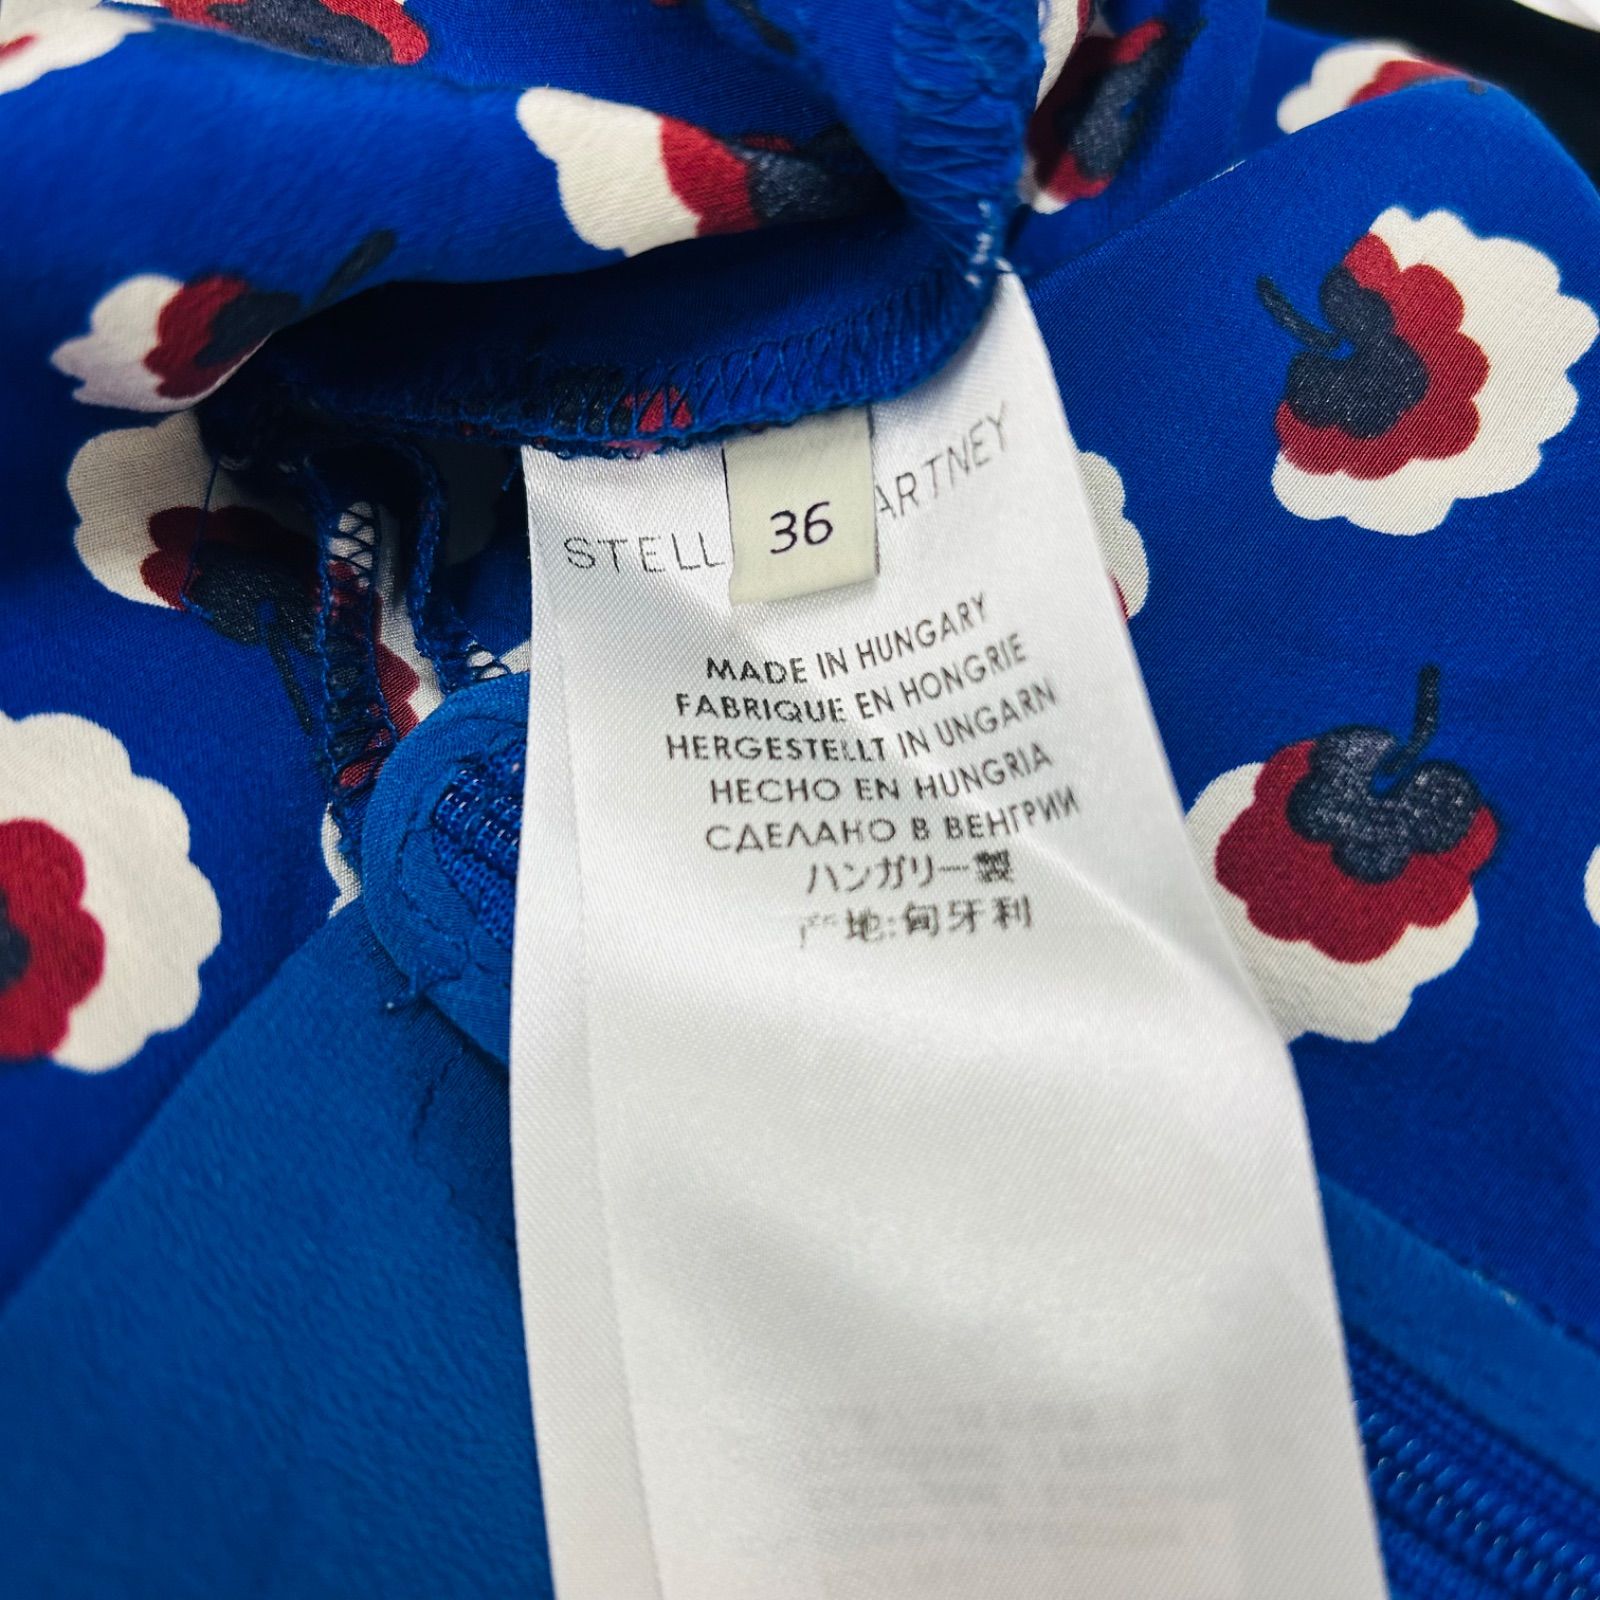 STELL ARTNEY
36
MADE IN HUNGARY
FABRIQUE EN HONGRIE
HERGESTELLT IN UNGARN
HECHO EN HUNGRIA
СДЕЛАНО В ВЕНГРИИ
ハンガリー製
产地:匈牙利